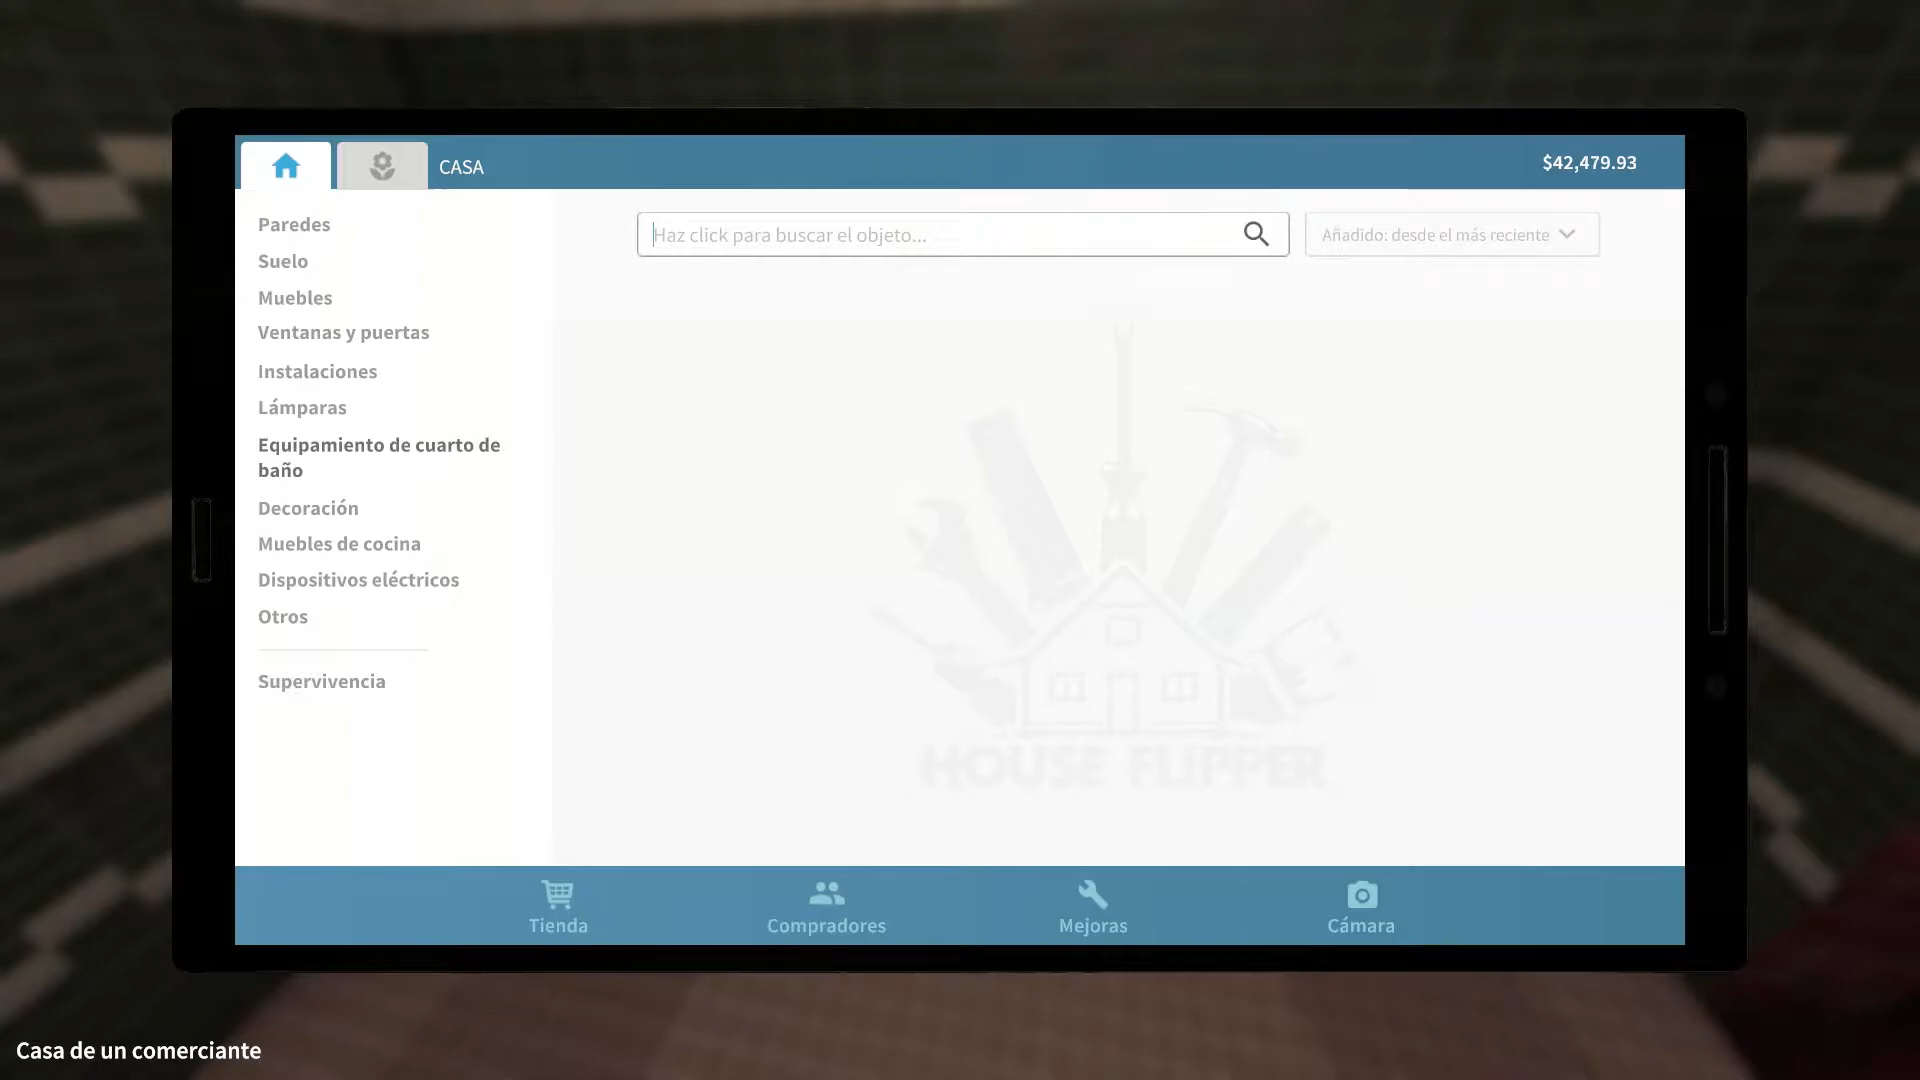 CASA
$42,479.93
Paredes
Suelo
Muebles
Ventanas y puertas
Instalaciones
Lámparas
Equipamiento de cuarto de
baño
Decoración
Muebles de cocina
Dispositivos eléctricos
Otros
Supervivencia
Haz click para buscar el objeto...
Añadido: desde el más reciente
HOUSE FLIPPER
Tienda
Compradores
Mejoras
Cámara
Casa de un comerciante